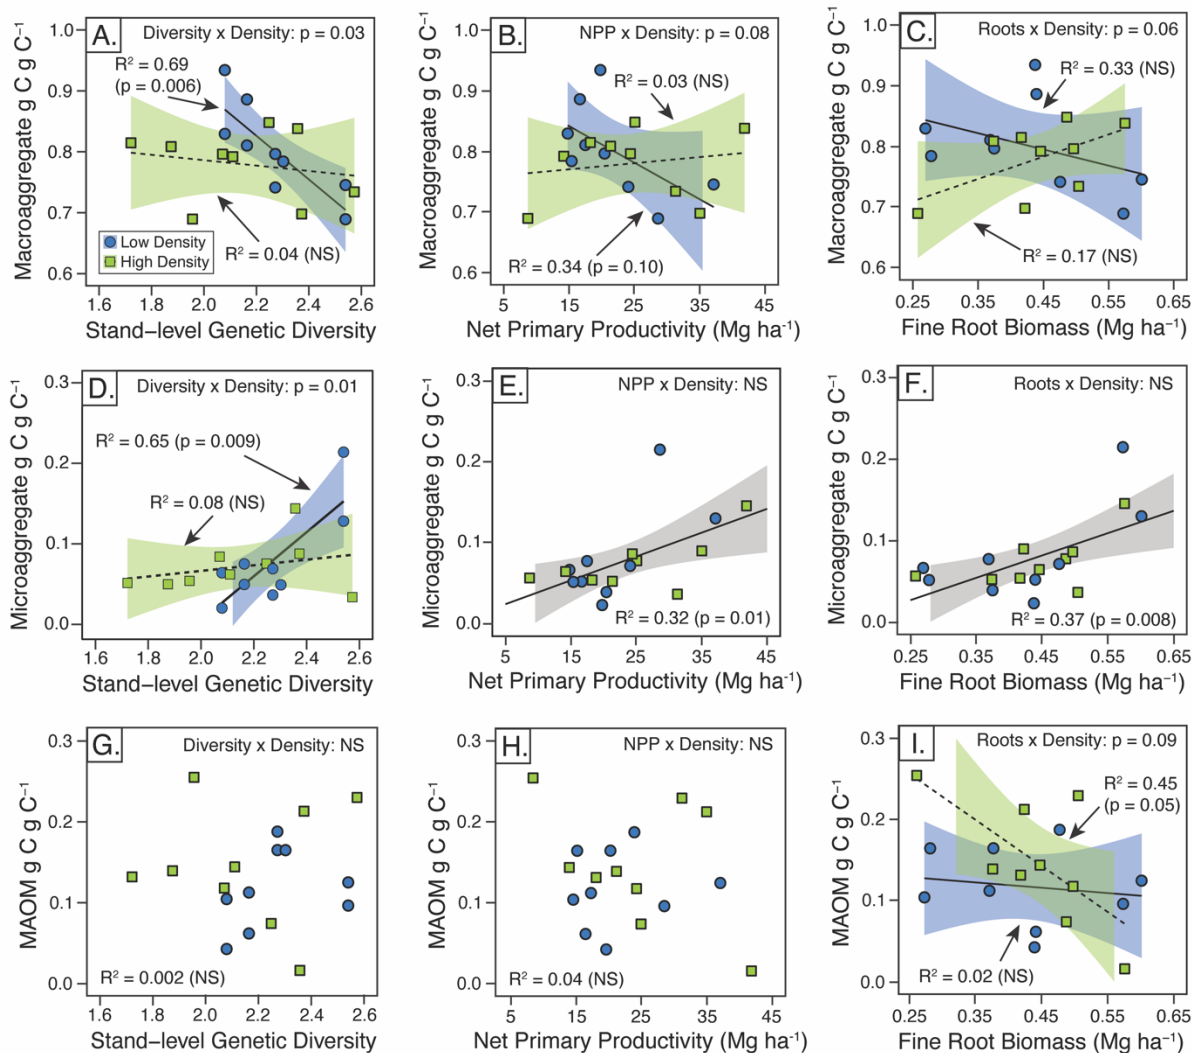 A.
Diversity x Density: p = 0.03
R² = 0.69
(p = 0.006)
R² = 0.04 (NS)
Low Density
High Density
Macroaggregate g C g C⁻¹
1.0
0.9
0.8
0.7
0.6
1.6 1.8 2.0 2.2 2.4 2.6
Stand–level Genetic Diversity
B.
NPP x Density: p = 0.08
R² = 0.03 (NS)
R² = 0.34 (p = 0.10)
Macroaggregate g C g C⁻¹
1.0
0.9
0.8
0.7
0.6
5 15 25 35 45
Net Primary Productivity (Mg ha⁻¹)
C.
Roots x Density: p = 0.06
R² = 0.33 (NS)
R² = 0.17 (NS)
Macroaggregate g C g C⁻¹
1.0
0.9
0.8
0.7
0.6
0.25 0.35 0.45 0.55 0.65
Fine Root Biomass (Mg ha⁻¹)
D.
Diversity x Density: p = 0.01
R² = 0.65 (p = 0.009)
R² = 0.08 (NS)
Microaggregate g C g C⁻¹
0.3
0.2
0.1
0.0
1.6 1.8 2.0 2.2 2.4 2.6
Stand–level Genetic Diversity
E.
NPP x Density: NS
R² = 0.32 (p = 0.01)
Microaggregate g C g C⁻¹
0.3
0.2
0.1
0.0
5 15 25 35 45
Net Primary Productivity (Mg ha⁻¹)
F.
Roots x Density: NS
R² = 0.37 (p = 0.008)
Microaggregate g C g C⁻¹
0.3
0.2
0.1
0.0
0.25 0.35 0.45 0.55 0.65
Fine Root Biomass (Mg ha⁻¹)
G.
Diversity x Density: NS
R² = 0.002 (NS)
MAOM g C g C⁻¹
0.3
0.2
0.1
0.0
1.6 1.8 2.0 2.2 2.4 2.6
Stand–level Genetic Diversity
H.
NPP x Density: NS
R² = 0.04 (NS)
MAOM g C g C⁻¹
0.3
0.2
0.1
0.0
5 15 25 35 45
Net Primary Productivity (Mg ha⁻¹)
I.
Roots x Density: p = 0.09
R² = 0.45
(p = 0.05)
R² = 0.02 (NS)
MAOM g C g C⁻¹
0.3
0.2
0.1
0.0
0.25 0.35 0.45 0.55 0.65
Fine Root Biomass (Mg ha⁻¹)